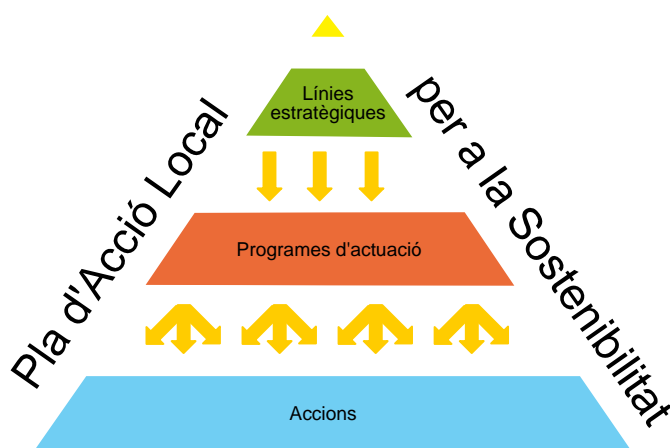 Pla d'Acció Local
per a la Sostenibilitat
Línies
estratègiques
Programes d'actuació
Accions